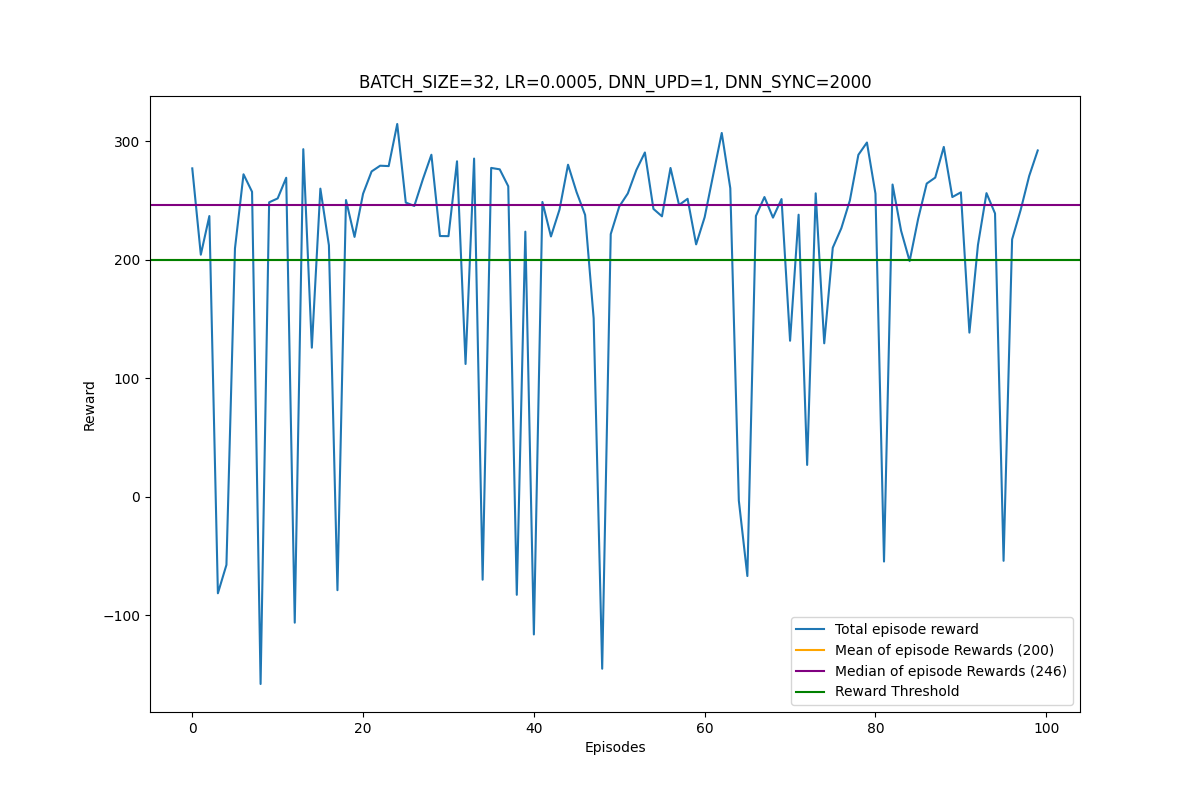 BATCH_SIZE=32, LR=0.0005, DNN_UPD=1, DNN_SYNC=2000
300
200
100
0
−100
Reward
0
20
40
60
80
100
Episodes
Total episode reward
Mean of episode Rewards (200)
Median of episode Rewards (246)
Reward Threshold